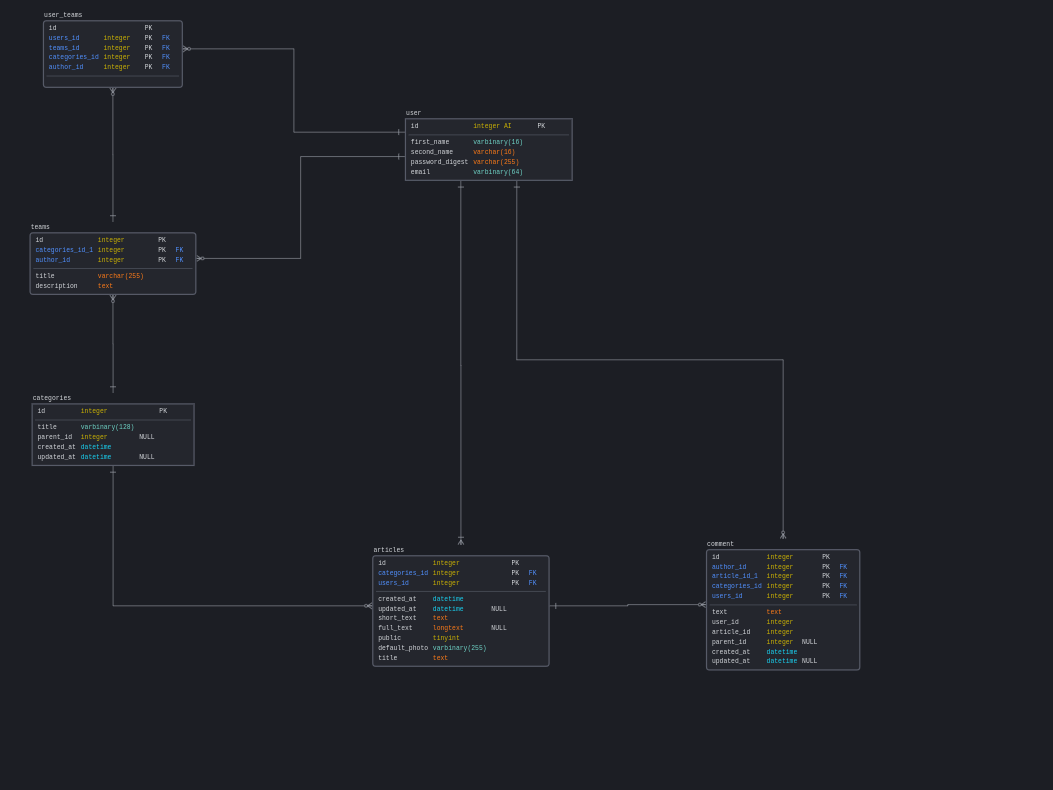 user_teams
id PK
users_id integer PK FK
teams_id integer PK FK
categories_id integer PK FK
author_id integer PK FK
user
id integer AI PK
first_name varbinary(16)
second_name varchar(16)
password_digest varchar(255)
email varbinary(64)
teams
id integer PK
categories_id_1 integer PK FK
author_id integer PK FK
title varchar(255)
description text
categories
id integer PK
title varbinary(128)
parent_id integer NULL
created_at datetime
updated_at datetime NULL
articles
id integer PK
categories_id integer PK FK
users_id integer PK FK
created_at datetime
updated_at datetime NULL
short_text text
full_text longtext NULL
public tinyint
default_photo varbinary(255)
title text
comment
id integer PK
author_id integer PK FK
article_id_1 integer PK FK
categories_id integer PK FK
users_id integer PK FK
text text
user_id integer
article_id integer
parent_id integer NULL
created_at datetime
updated_at datetime NULL